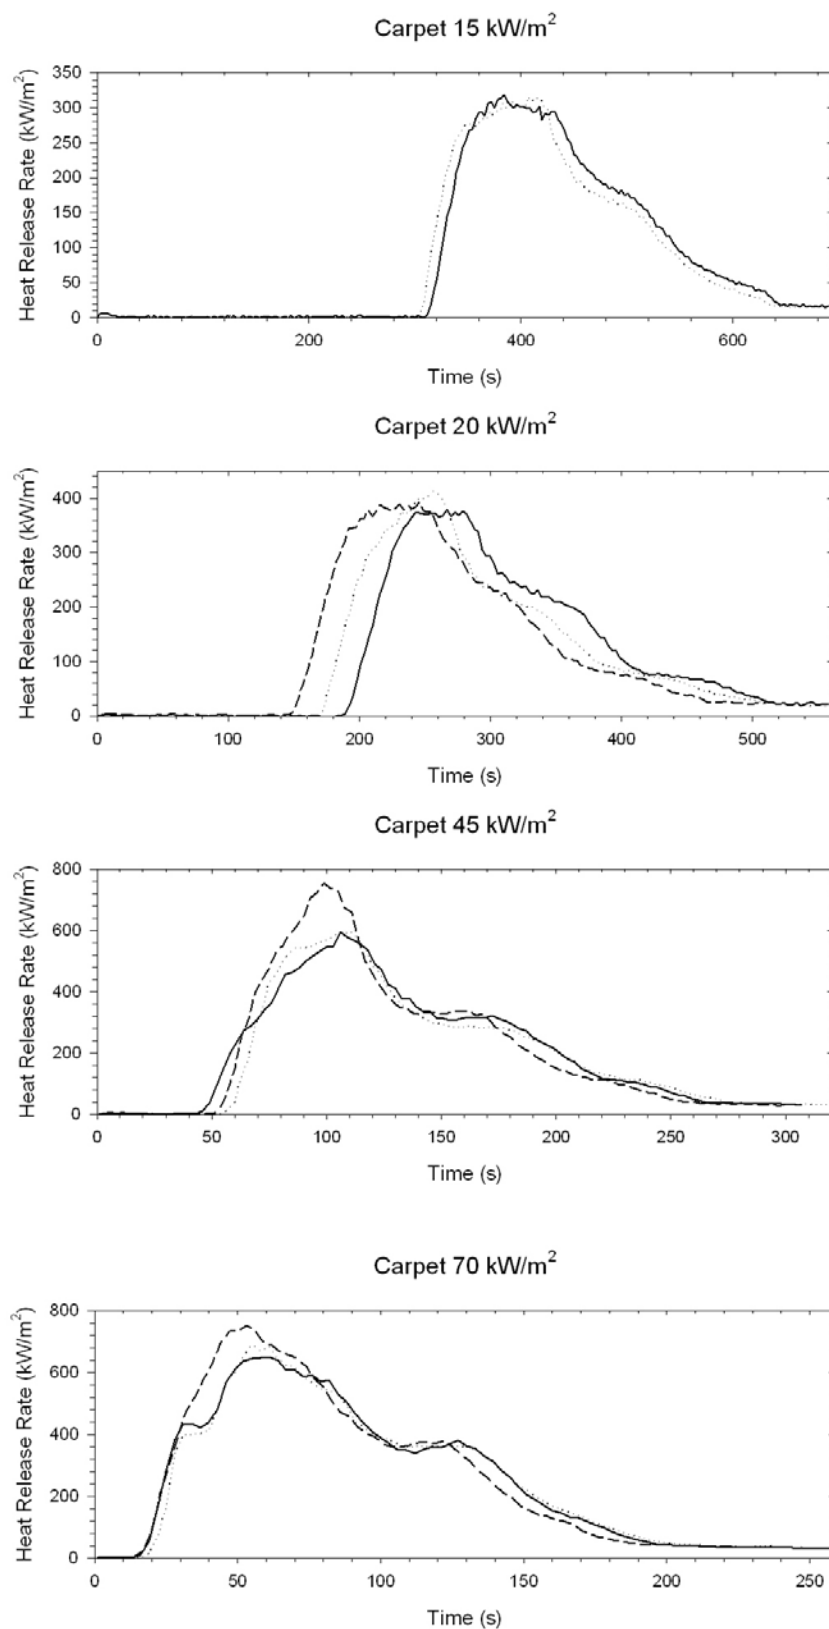 Carpet 15 kW/m²
Heat Release Rate (kW/m²)
350
300
250
200
150
100
50
0
0 200 400 600
Time (s)
Carpet 20 kW/m²
Heat Release Rate (kW/m²)
400
300
200
100
0
0 100 200 300 400 500
Time (s)
Carpet 45 kW/m²
Heat Release Rate (kW/m²)
800
600
400
200
0
0 50 100 150 200 250 300
Time (s)
Carpet 70 kW/m²
Heat Release Rate (kW/m²)
800
600
400
200
0
0 50 100 150 200 250
Time (s)